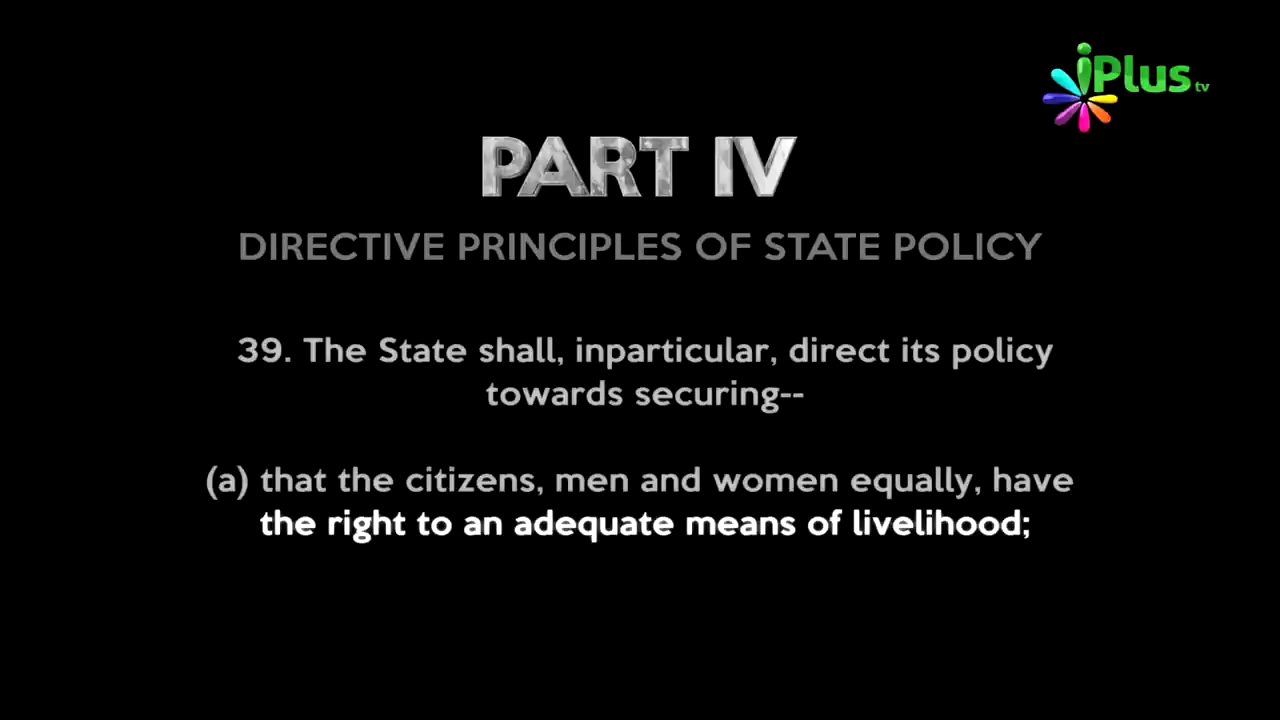 iPlus tv
PART IV
DIRECTIVE PRINCIPLES OF STATE POLICY
39. The State shall, inparticular, direct its policy
towards securing--
(a) that the citizens, men and women equally, have
the right to an adequate means of livelihood;